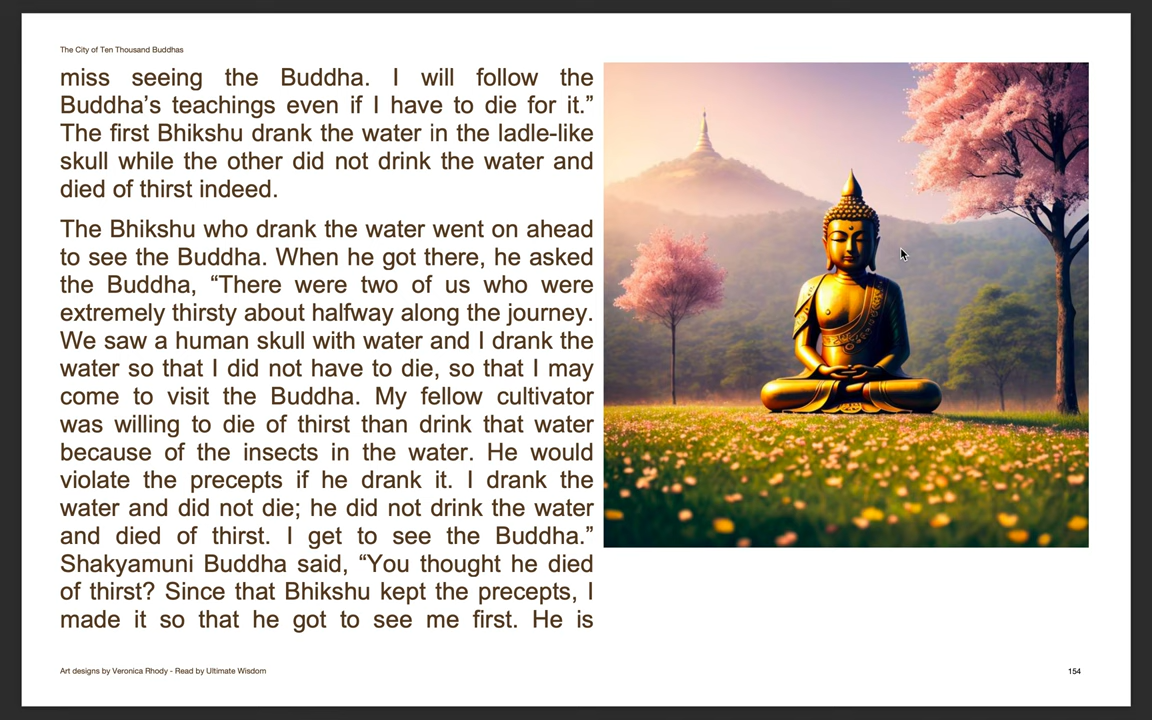 The City of Ten Thousand Buddhas
miss seeing the Buddha. I will follow the
Buddha’s teachings even if I have to die for it.”
The first Bhikshu drank the water in the ladle-like
skull while the other did not drink the water and
died of thirst indeed.
The Bhikshu who drank the water went on ahead
to see the Buddha. When he got there, he asked
the Buddha, “There were two of us who were
extremely thirsty about halfway along the journey.
We saw a human skull with water and I drank the
water so that I did not have to die, so that I may
come to visit the Buddha. My fellow cultivator
was willing to die of thirst than drink that water
because of the insects in the water. He would
violate the precepts if he drank it. I drank the
water and did not die; he did not drink the water
and died of thirst. I get to see the Buddha.”
Shakyamuni Buddha said, “You thought he died
of thirst? Since that Bhikshu kept the precepts, I
made it so that he got to see me first. He is
Art designs by Veronica Rhody - Read by Ultimate Wisdom
154